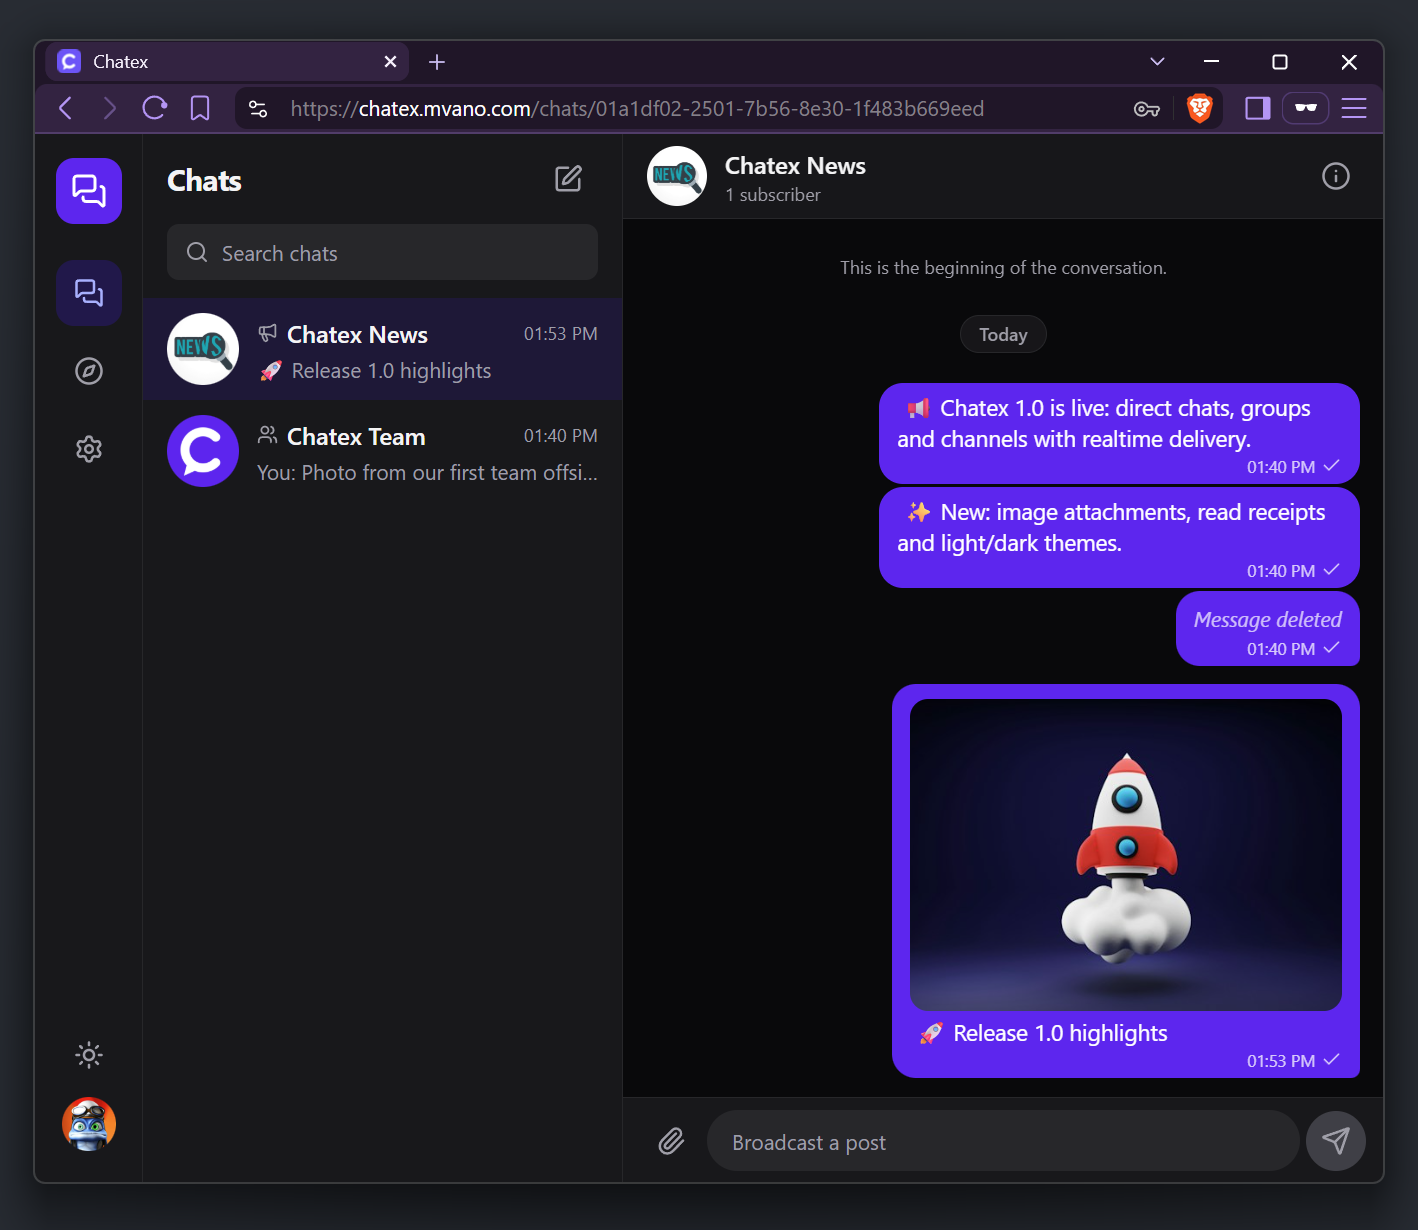 Chatex
https://chatex.mvano.com/chats/01a1df02-2501-7b56-8e30-1f483b669eed
Chats
Search chats
NEWS
Chatex News
01:53 PM
🚀 Release 1.0 highlights
Chatex Team
01:40 PM
You: Photo from our first team offsi...
NEWS
Chatex News
1 subscriber
This is the beginning of the conversation.
Today
📢 Chatex 1.0 is live: direct chats, groups
and channels with realtime delivery.
01:40 PM
✨ New: image attachments, read receipts
and light/dark themes.
01:40 PM
Message deleted
01:40 PM
🚀 Release 1.0 highlights
01:53 PM
Broadcast a post